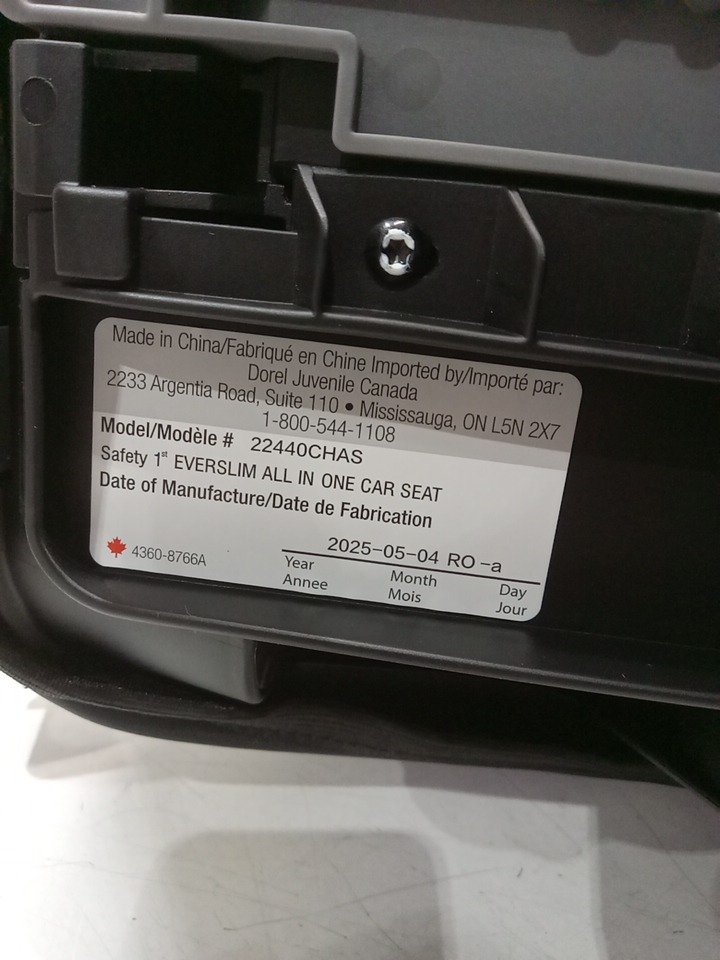 Made in China/Fabriqué en Chine Imported by/Importé par:
Dorel Juvenile Canada
2233 Argentia Road, Suite 110 • Mississauga, ON L5N 2X7
1-800-544-1108
Model/Modèle # 22440CHAS
Safety 1st EVERSLIM ALL IN ONE CAR SEAT
Date of Manufacture/Date de Fabrication
4360-8766A
2025-05-04 RO -a
Year Month Day
Annee Mois Jour